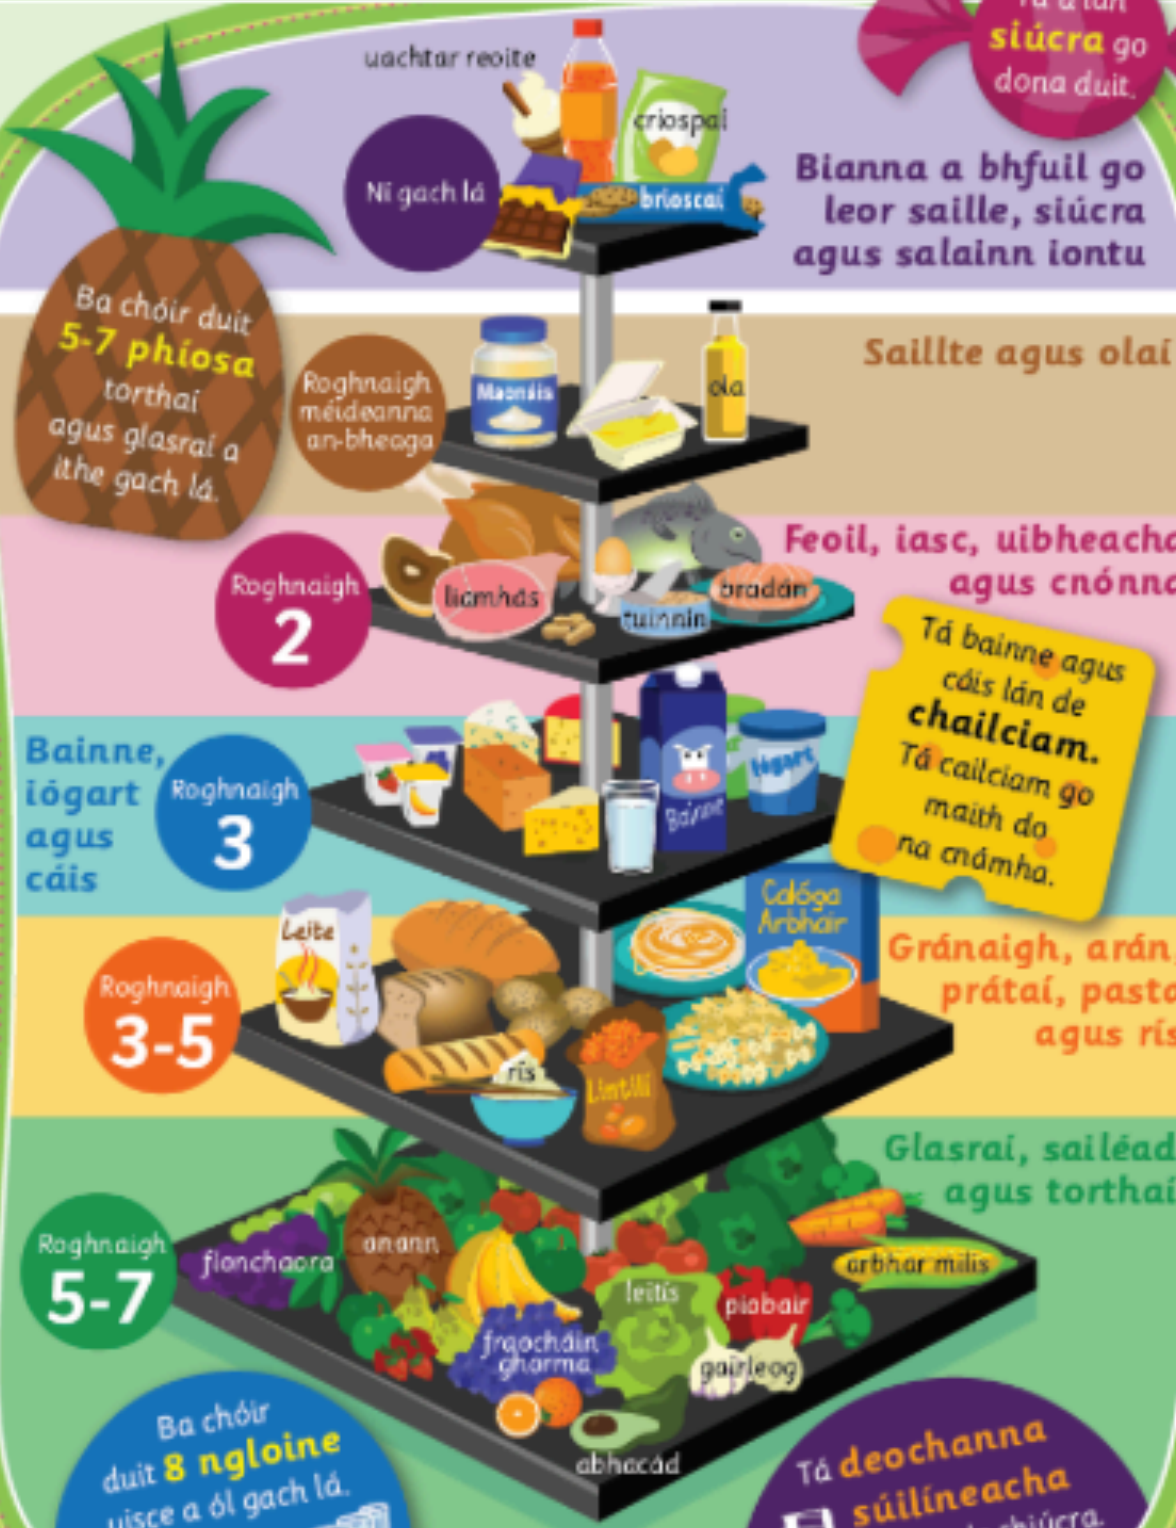 siúcra go
dona duit.
uachtar reoite
criospaí
brioscaí
Ní gach lá
Bianna a bhfuil go
leor saille, siúcra
agus salainn iontu
Ba chóir duit
5-7 phíosa
torthaí
agus glasraí a
ithe gach lá.
Roghnaigh
méideanna
an-bheaga
Maonáis
ola
Saillte agus olaí
Roghnaigh
2
liamhás
tuinnín
bradán
Feoil, iasc, uibheacha
agus cnónna
Tá bainne agus
cáis lán de
chailciam.
Tá cailciam go
maith do
na cnámha.
Bainne,
iógart
agus
cáis
Roghnaigh
3
Bainne
Iógart
Roghnaigh
3-5
Leite
rís
Lintilí
Calóga
Arbhair
Gránaigh, arán,
prátaí, pasta
agus rís
Glasraí, sailéad
agus torthaí
Roghnaigh
5-7
fíonchaora
anann
fraocháin
ghorma
leitís
piobair
arbhar milis
gairleog
abhacád
Ba chóir
duit 8 ngloine
uisce a ól gach lá.
Tá deochanna
súilíneacha